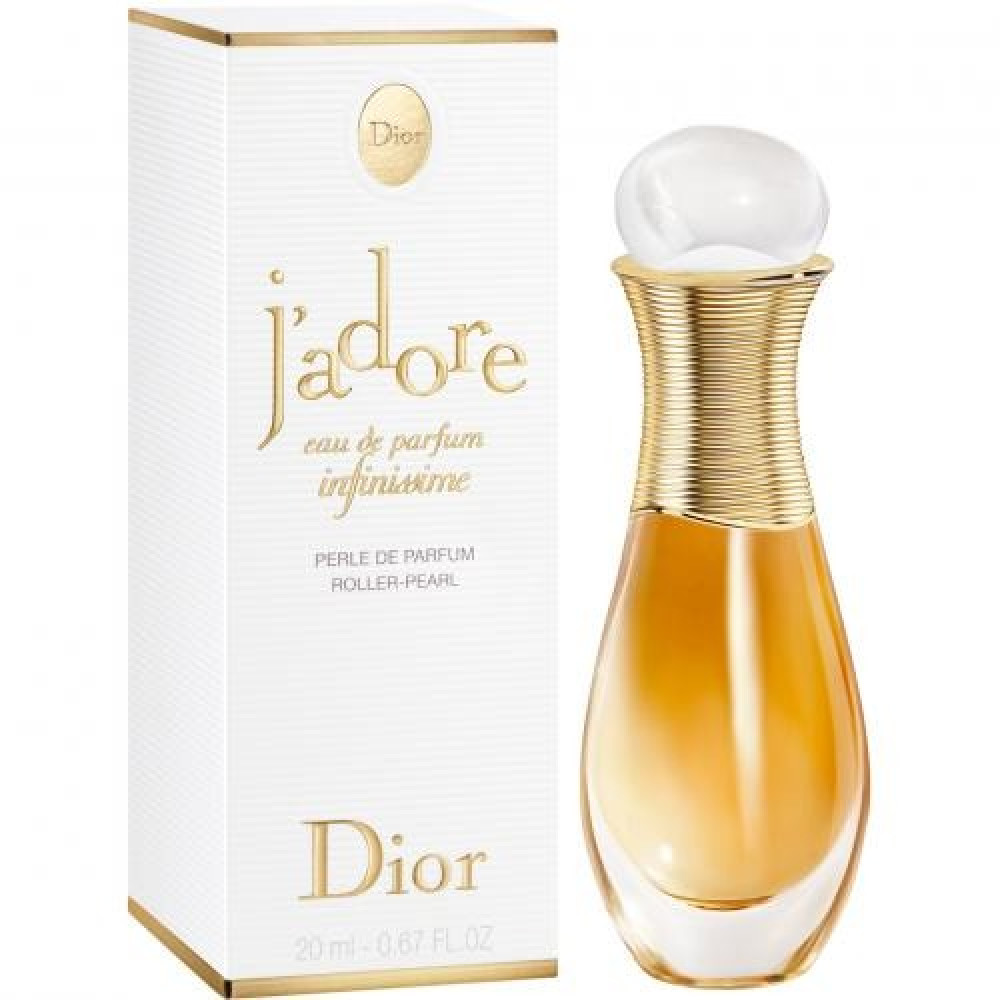 Dior
j'adore
eau de parfum
infinissime
PERLE DE PARFUM
ROLLER-PEARL
Dior
20 ml - 0.67 FL.OZ